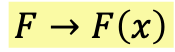 F → F(x)